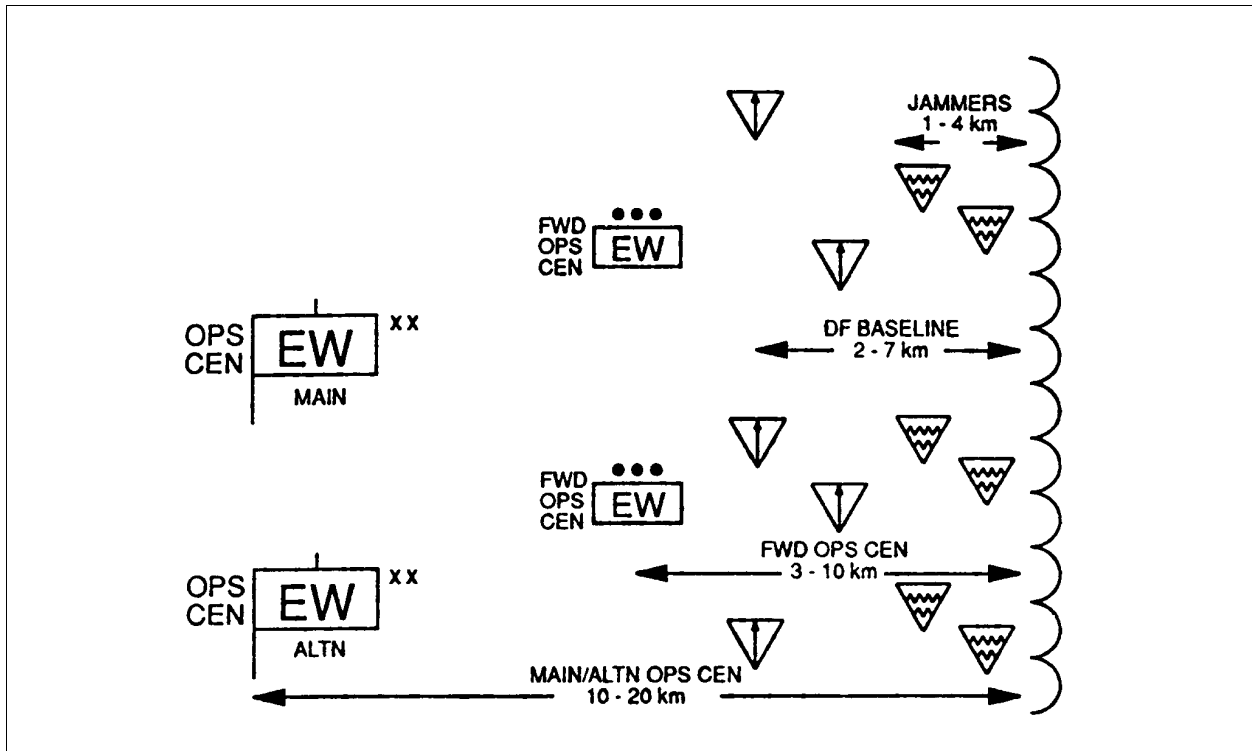 JAMMERS
1 - 4 km
FWD
OPS
CEN
EW
OPS
CEN
EW
XX
MAIN
DF BASELINE
2 - 7 km
FWD
OPS
CEN
EW
FWD OPS CEN
3 - 10 km
OPS
CEN
EW
XX
ALTN
MAIN/ALTN OPS CEN
10 - 20 km